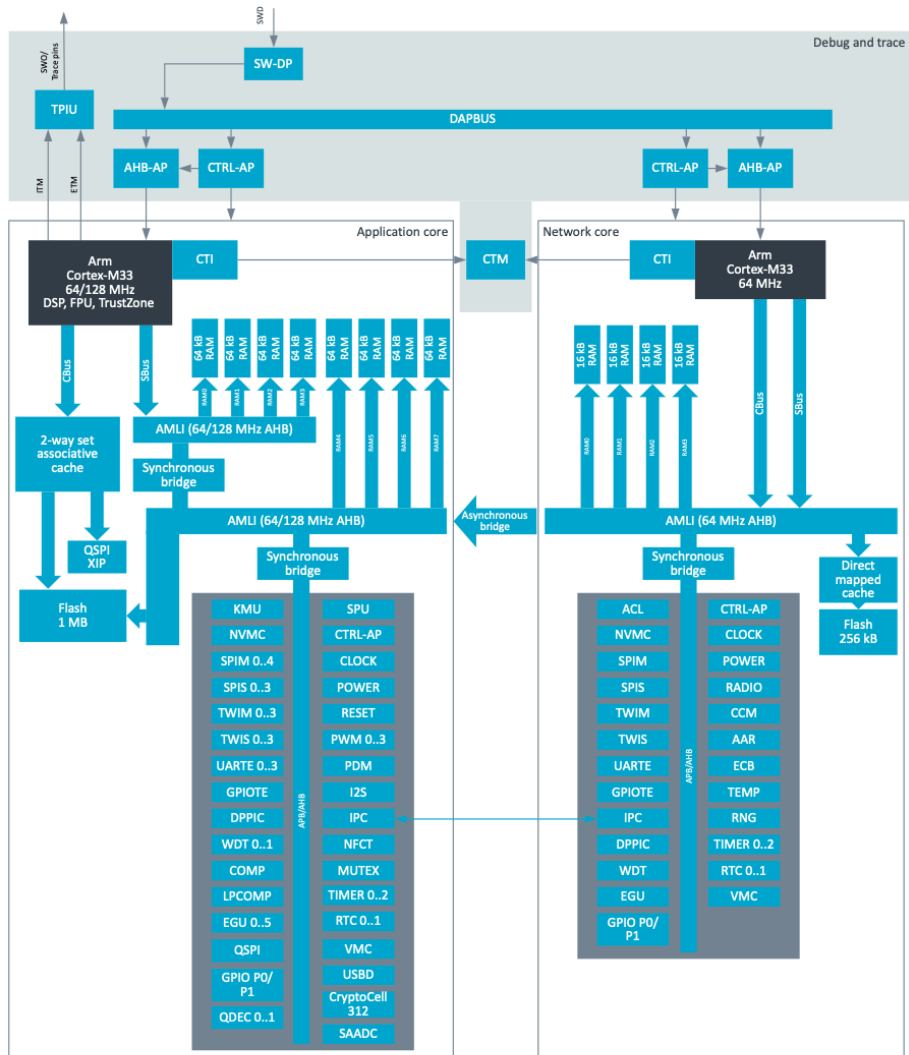 SWD
Debug and trace
SWO/
Trace pins
SW-DP
TPIU
DAPBUS
AHB-AP
CTRL-AP
CTRL-AP
AHB-AP
ITM
ETM
Application core
Network core
Arm
Cortex-M33
64/128 MHz
DSP, FPU, TrustZone
CTI
CTM
CTI
Arm
Cortex-M33
64 MHz
64 kB
RAM
64 kB
RAM
64 kB
RAM
64 kB
RAM
64 kB
RAM
64 kB
RAM
64 kB
RAM
64 kB
RAM
16 kB
RAM
16 kB
RAM
16 kB
RAM
16 kB
RAM
CBus
SBus
RAM0
RAM1
RAM2
RAM3
CBus
SBus
2-way set
associative
cache
AMLI (64/128 MHz AHB)
RAM4
RAM5
RAM6
RAM7
RAM0
RAM1
RAM2
RAM3
Synchronous
bridge
AMLI (64/128 MHz AHB)
Asynchronous
bridge
AMLI (64 MHz AHB)
QSPI
XIP
Synchronous
bridge
Synchronous
bridge
Direct
mapped
cache
Flash
1 MB
Flash
256 kB
KMU
NVMC
SPIM 0..4
SPIS 0..3
TWIM 0..3
TWIS 0..3
UARTE 0..3
GPIOTE
DPPIC
WDT 0..1
COMP
LPCOMP
EGU 0..5
QSPI
GPIO P0/
P1
QDEC 0..1
APB/AHB
SPU
CTRL-AP
CLOCK
POWER
RESET
PWM 0..3
PDM
I2S
IPC
NFCT
MUTEX
TIMER 0..2
RTC 0..1
VMC
USBD
CryptoCell
312
SAADC
ACL
NVMC
SPIM
SPIS
TWIM
TWIS
UARTE
GPIOTE
IPC
DPPIC
WDT
EGU
GPIO P0/
P1
APB/AHB
CTRL-AP
CLOCK
POWER
RADIO
CCM
AAR
ECB
TEMP
RNG
TIMER 0..2
RTC 0..1
VMC